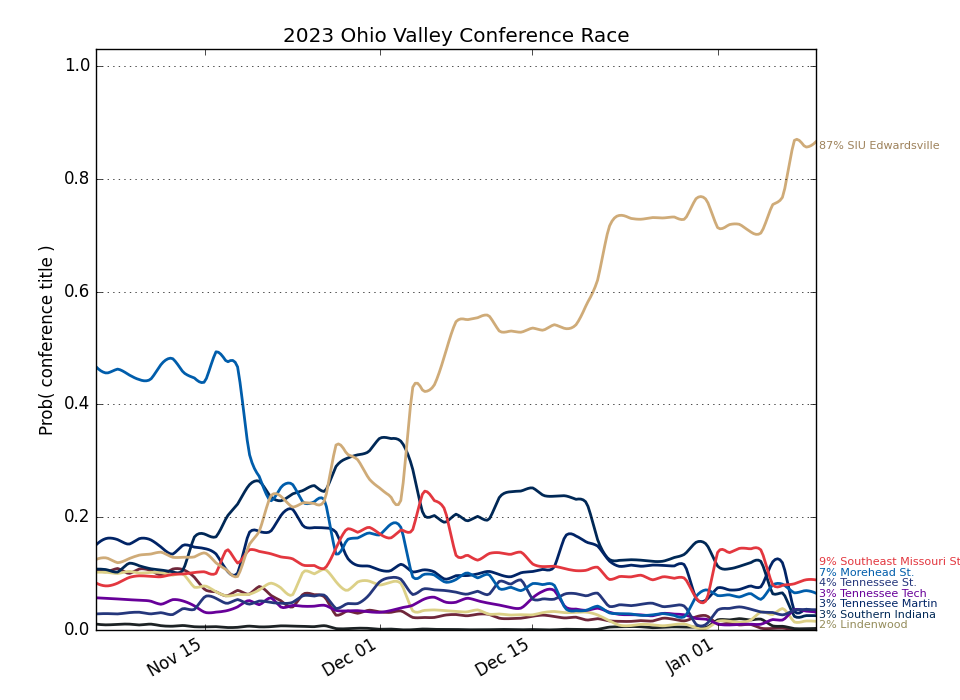 2023 Ohio Valley Conference Race
Prob( conference title )
1.0
0.8
0.6
0.4
0.2
0.0
Nov 15
Dec 01
Dec 15
Jan 01
87% SIU Edwardsville
9% Southeast Missouri St
7% Morehead St.
4% Tennessee St.
3% Tennessee Tech
3% Tennessee Martin
3% Southern Indiana
2% Lindenwood